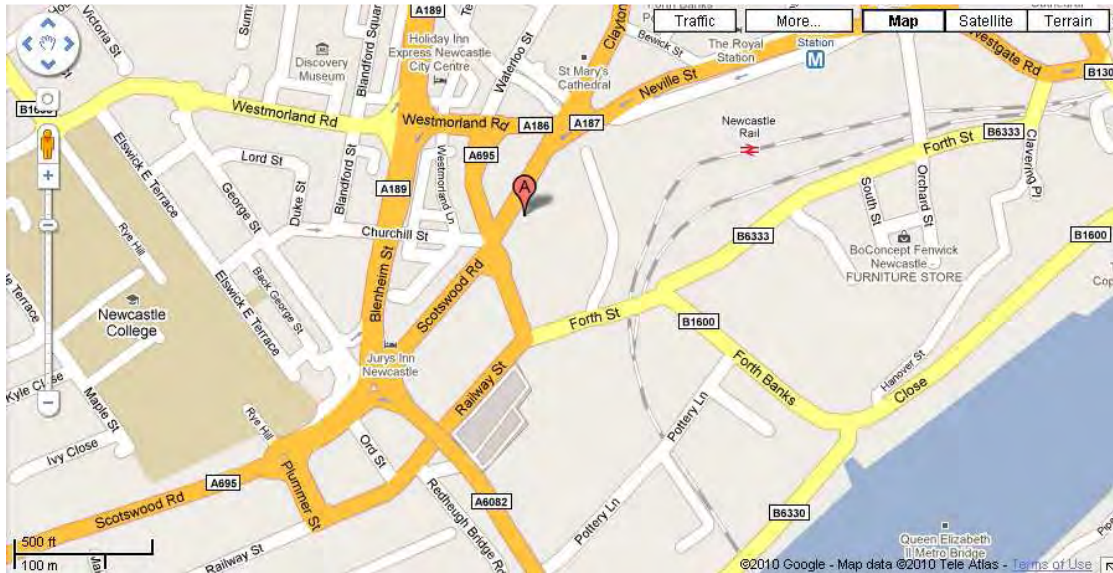 Traffic
More...
Map
Satellite
Terrain
Victoria St
Blandford Square
A189
Holiday Inn
Express Newcastle
City Centre
Discovery
Museum
Waterloo St
Bewick St
The Royal
Station
Station
M
St Mary's
Cathedral
Clayton
Neville St
Westgate Rd
B130
Westmorland Rd
Westmorland Rd
A186
A187
Newcastle
Rail
B6333
Forth St
Clavering Pl
A695
Elswick E Terrace
Lord St
George St
Duke St
Blandford St
A189
Westmorland Ln
A
South St
Orchard St
Churchill St
B6333
B1600
Rye Hill
BoConcept Fenwick
Newcastle -
FURNITURE STORE
Blenheim St
Scotswood Rd
Back George St
Elswick E Terrace
Newcastle
College
Forth St
B1600
Jurys Inn
Newcastle
Hanover St
Kyle Close
Maple St
Railway St
Forth Banks
Close
Rye Hill
Pottery Ln
Ivy Close
Ord St
A695
Scotswood Rd
Plummer St
A6082
Redheugh Bridge
B6330
Pottery Ln
Railway St
Queen Elizabeth
II Metro Bridge
500 ft
100 m
©2010 Google - Map data ©2010 Tele Atlas - Terms of Use